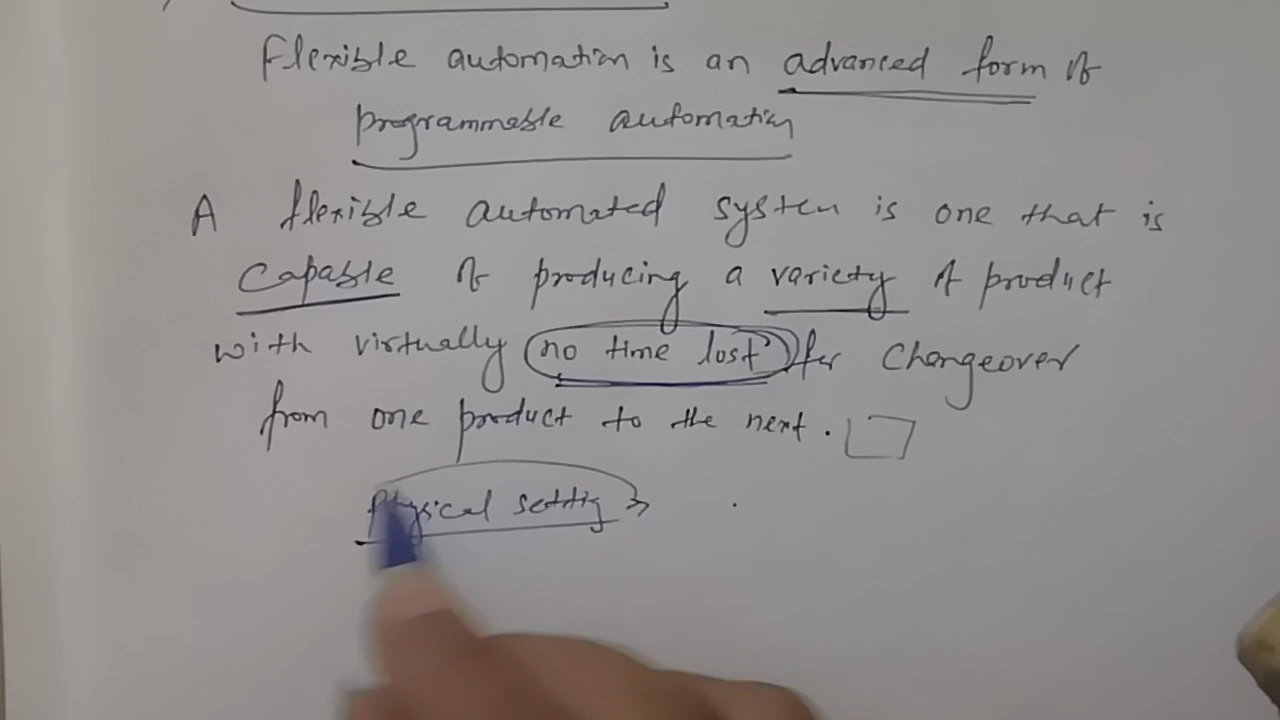 Flexible automation is an advanced form of
programmable automation
A flexible automated system is one that is
capable of producing a variety of product
with virtually no time lost for changeover
from one product to the next.
Physical setting